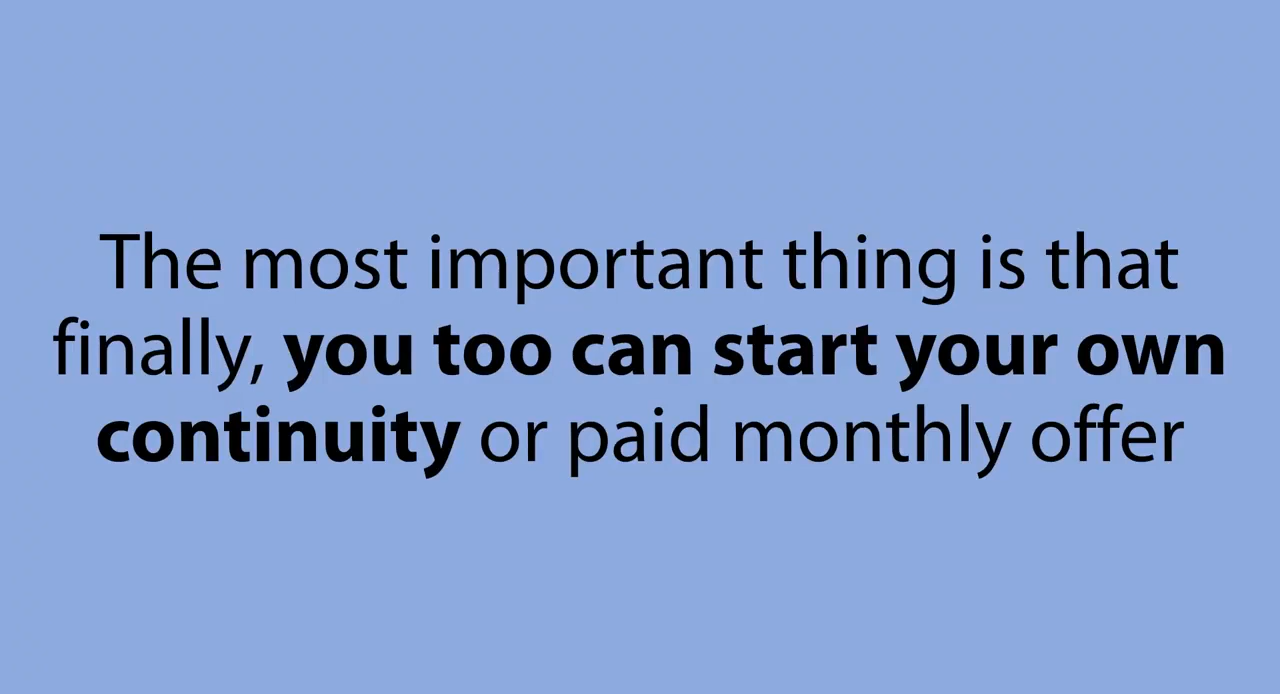 The most important thing is that
finally, you too can start your own
continuity or paid monthly offer